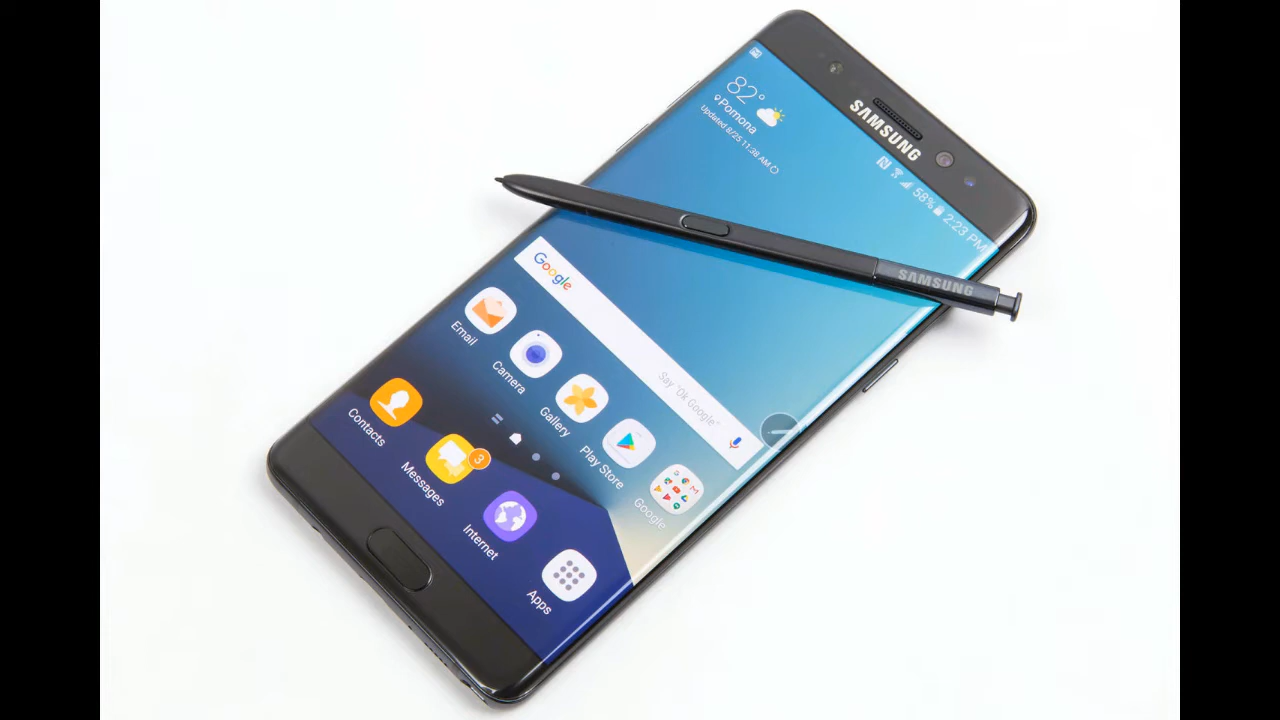 SAMSUNG
58% 2:23 PM
82°
Pomona
Updated 8/25 11:38 AM
SAMSUNG
Google
Say "Ok Google"
Email
Camera
Gallery
Play Store
Google
Contacts
Messages
3
Internet
Apps